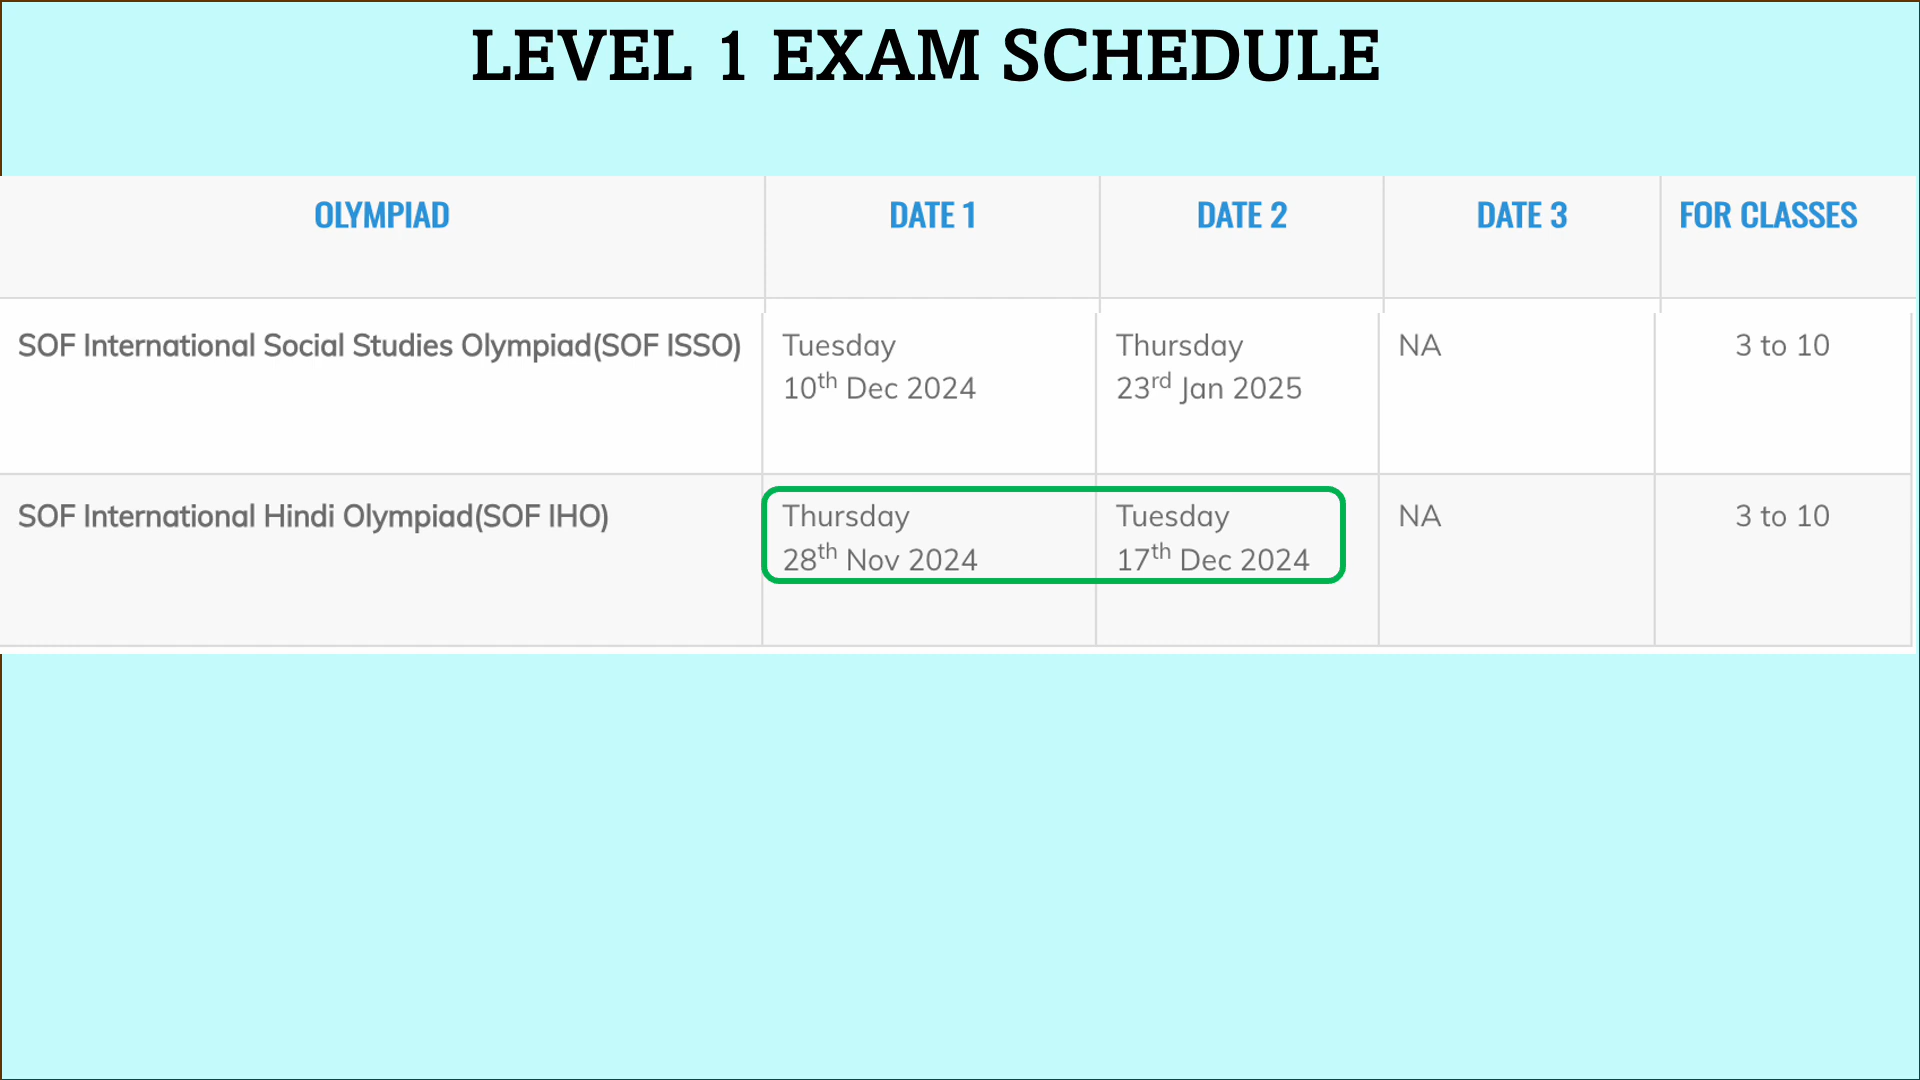 LEVEL 1 EXAM SCHEDULE
OLYMPIAD DATE 1 DATE 2 DATE 3 FOR CLASSES
SOF International Social Studies Olympiad(SOF ISSO) Tuesday Thursday NA 3 to 10
10th Dec 2024 23rd Jan 2025
SOF International Hindi Olympiad(SOF IHO) Thursday Tuesday NA 3 to 10
28th Nov 2024 17th Dec 2024